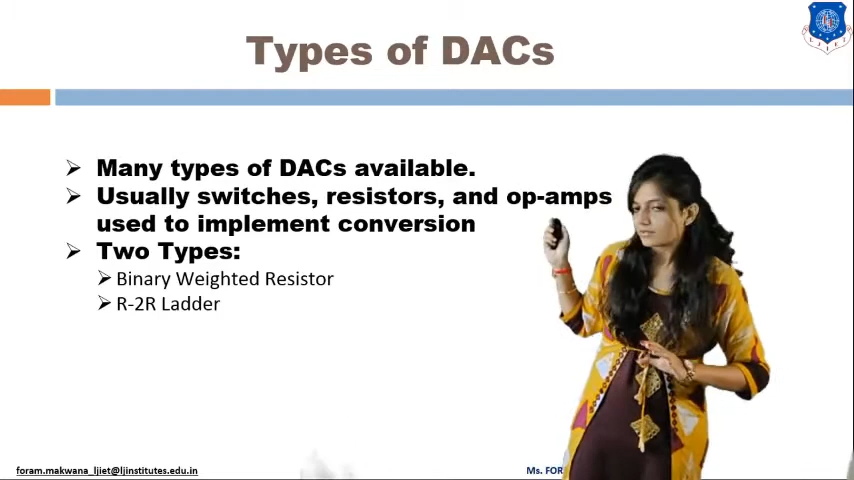 Types of DACs
➢ Many types of DACs available.
➢ Usually switches, resistors, and op-amps
used to implement conversion
➢ Two Types:
➢ Binary Weighted Resistor
➢ R-2R Ladder
foram.makwana_ljiet@ljinstitutes.edu.in
Ms. FOR